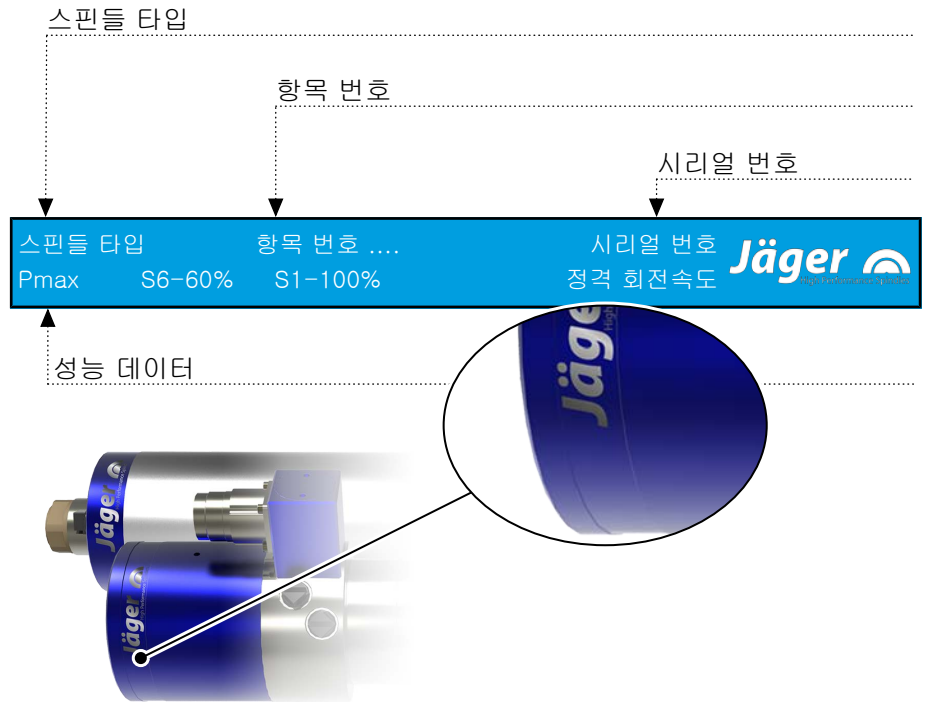 스핀들 타입
항목 번호
시리얼 번호
스핀들 타입 항목 번호 .... 시리얼 번호
Pmax S6-60% S1-100% 정격 회전속도
Jäger
성능 데이터
Jäger
High
Jäger
Jäger